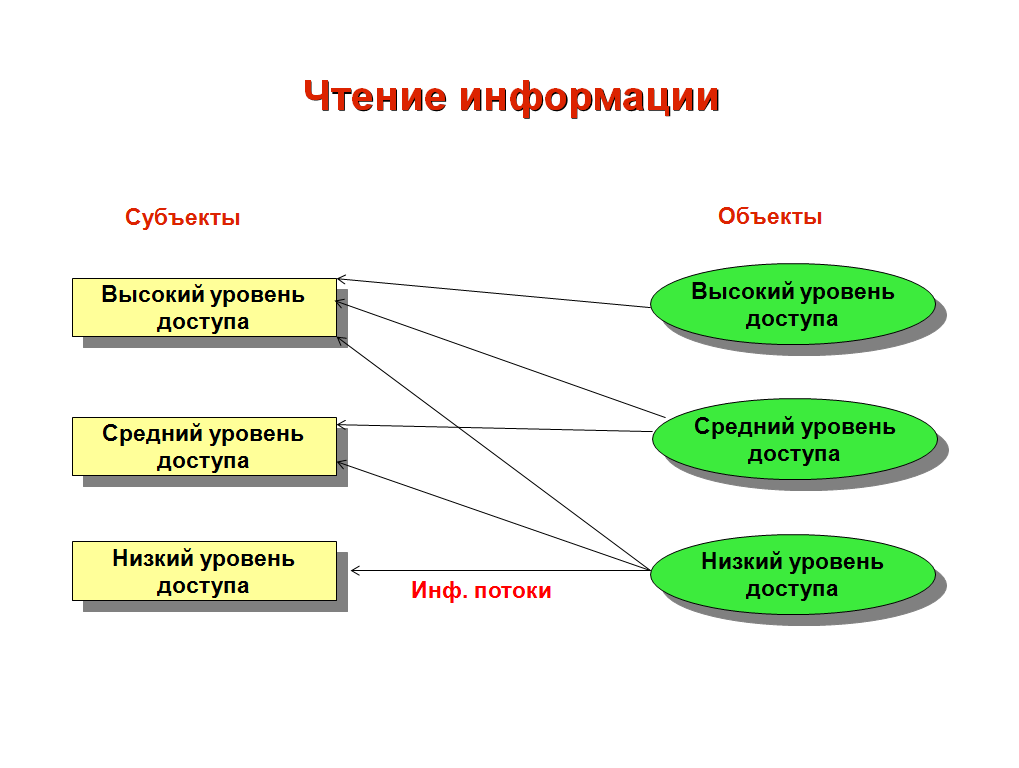 Чтение информации
Субъекты
Объекты
Высокий уровень
доступа
Высокий уровень
доступа
Средний уровень
доступа
Средний уровень
доступа
Низкий уровень
доступа
Низкий уровень
доступа
Инф. потоки